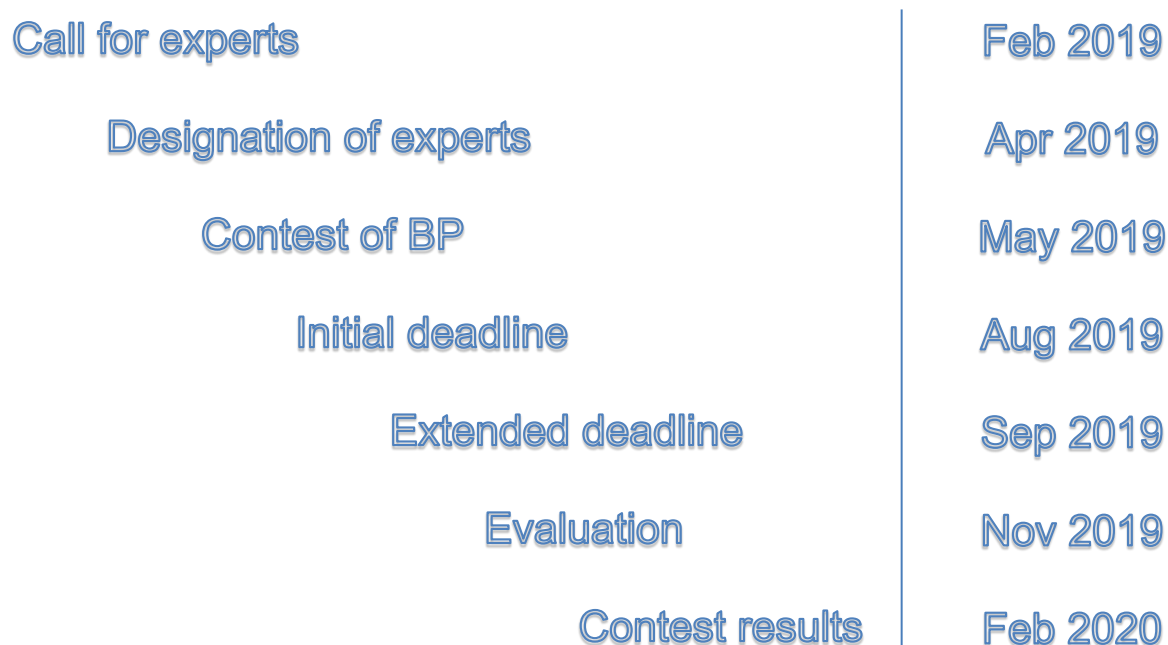 Call for experts Feb 2019
Designation of experts Apr 2019
Contest of BP May 2019
Initial deadline Aug 2019
Extended deadline Sep 2019
Evaluation Nov 2019
Contest results Feb 2020